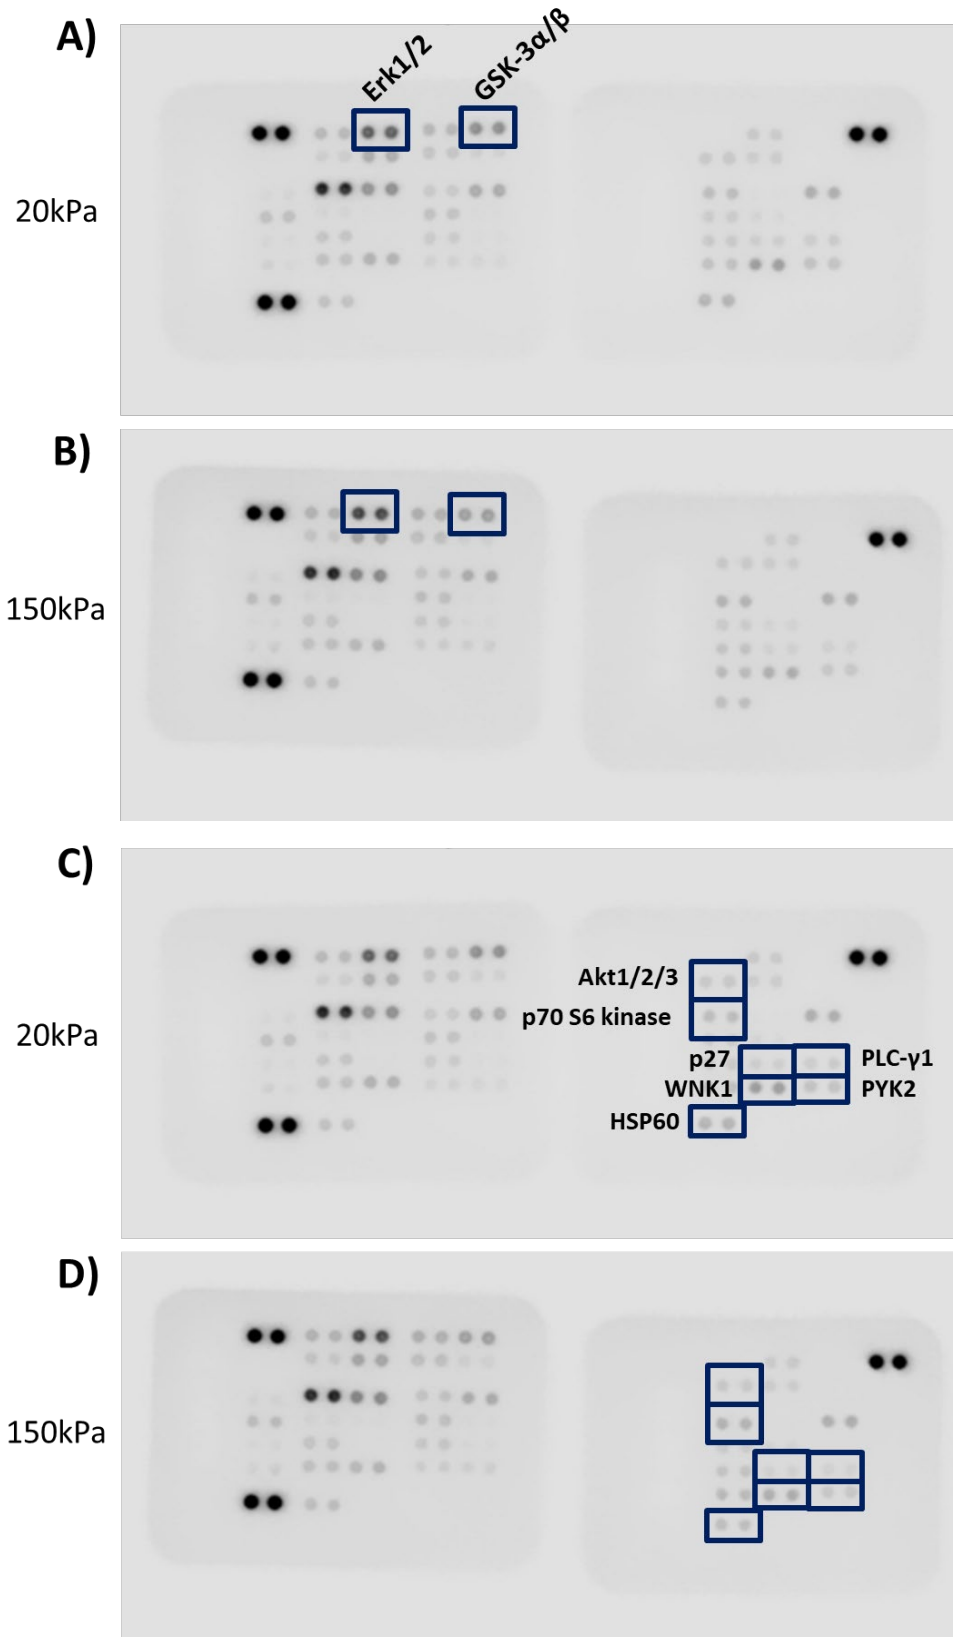 A)
Erk1/2
GSK-3α/β
20kPa
B)
150kPa
C)
Akt1/2/3
p70 S6 kinase
20kPa
p27
PLC-γ1
WNK1
PYK2
HSP60
D)
150kPa